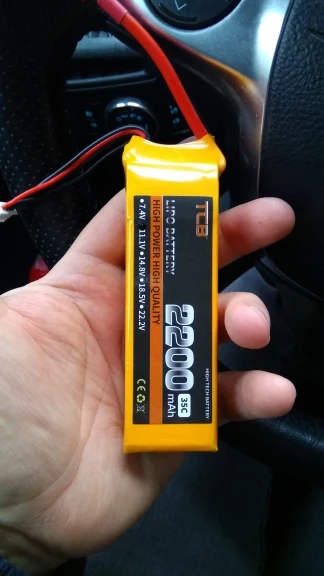 TCB
LIPO BATTERY
HIGH POWER HIGH QUALITY
•7.4V 11.1V•14.8V•18.5V•22.2V
2200 mAh
35C
HIGH TECH BATTERY
CE